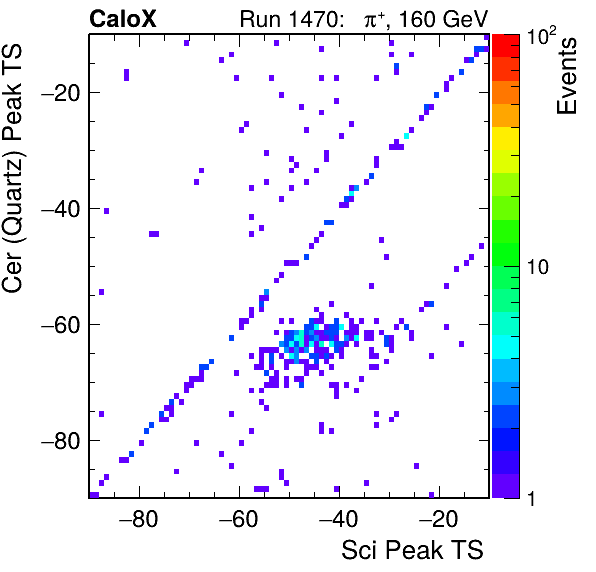 CaloX Run 1470: π+, 160 GeV
Cer (Quartz) Peak TS
−20
−40
−60
−80
−80 −60 −40 −20
Sci Peak TS
10²
10
1
Events